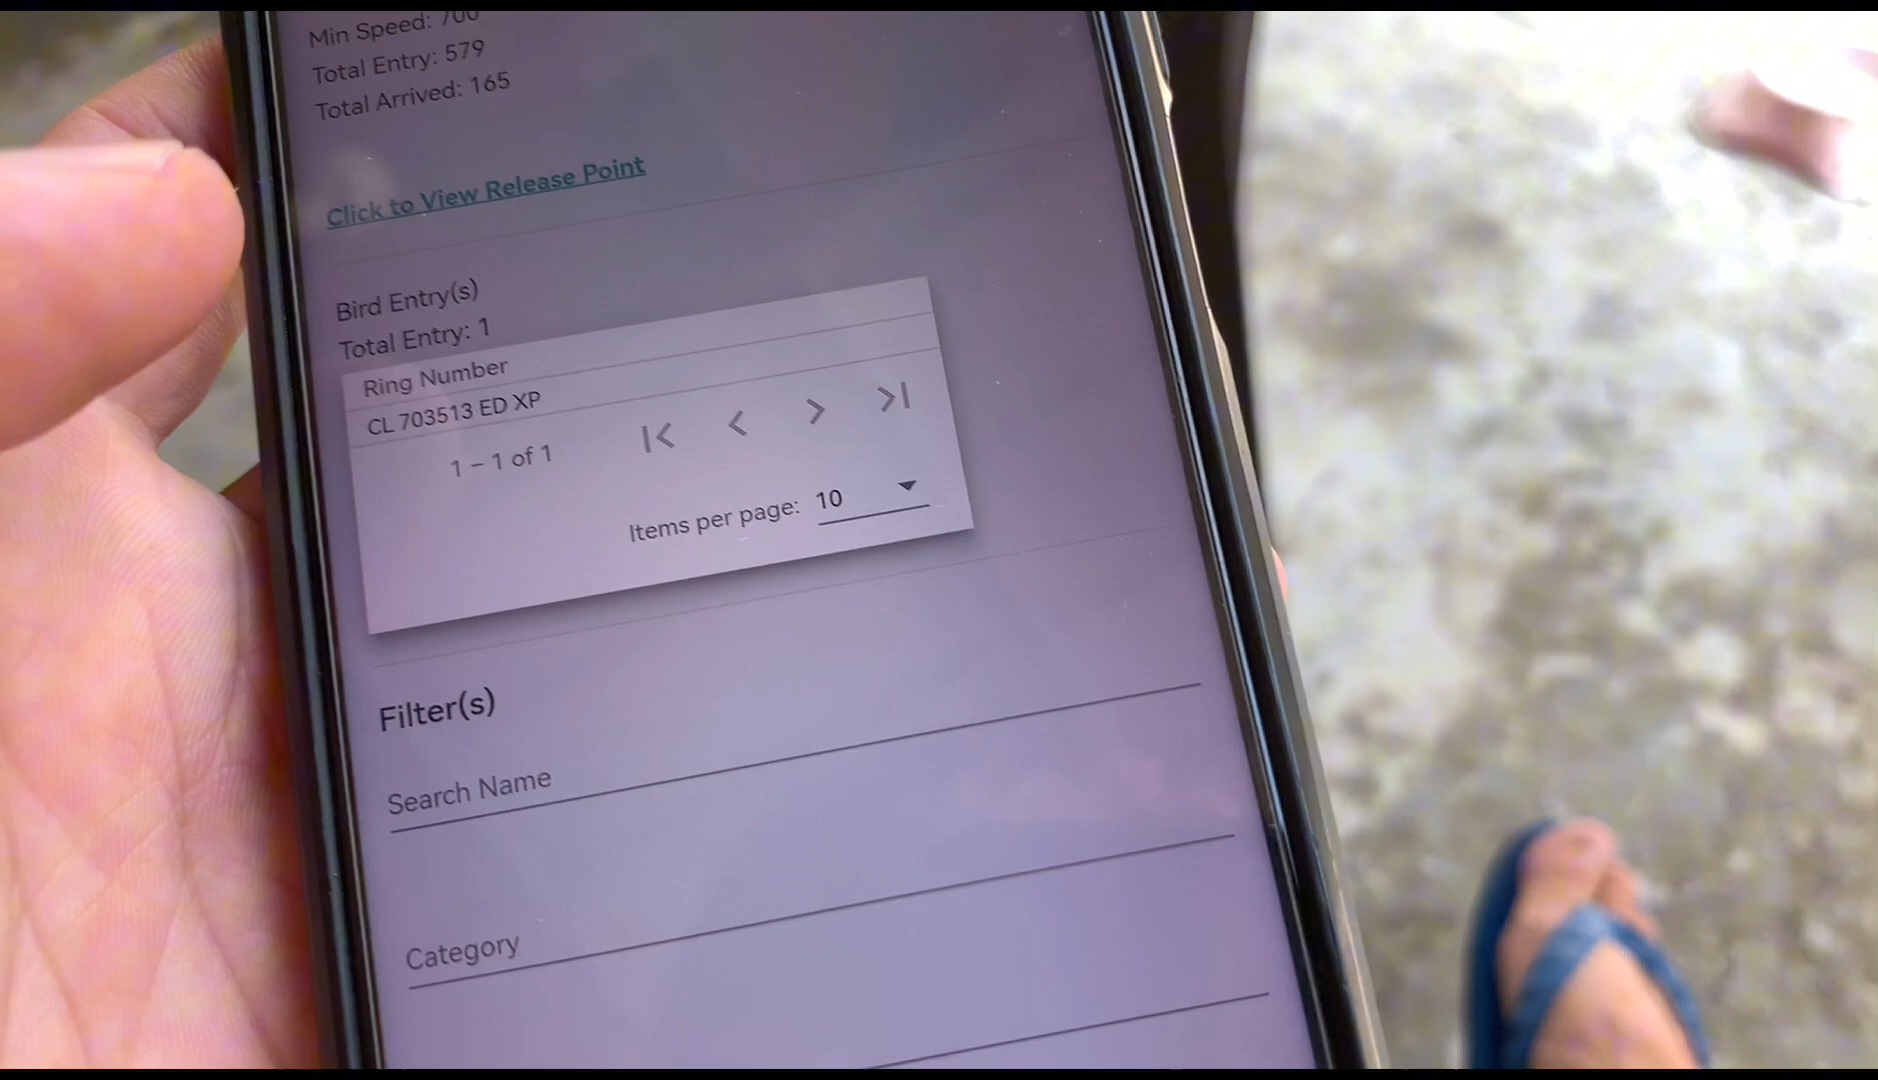 Min Speed: 700
Total Entry: 579
Total Arrived: 165
Click to View Release Point
Bird Entry(s)
Total Entry: 1
Ring Number
CL 703513 ED XP
1 – 1 of 1
Items per page: 10
Filter(s)
Search Name
Category